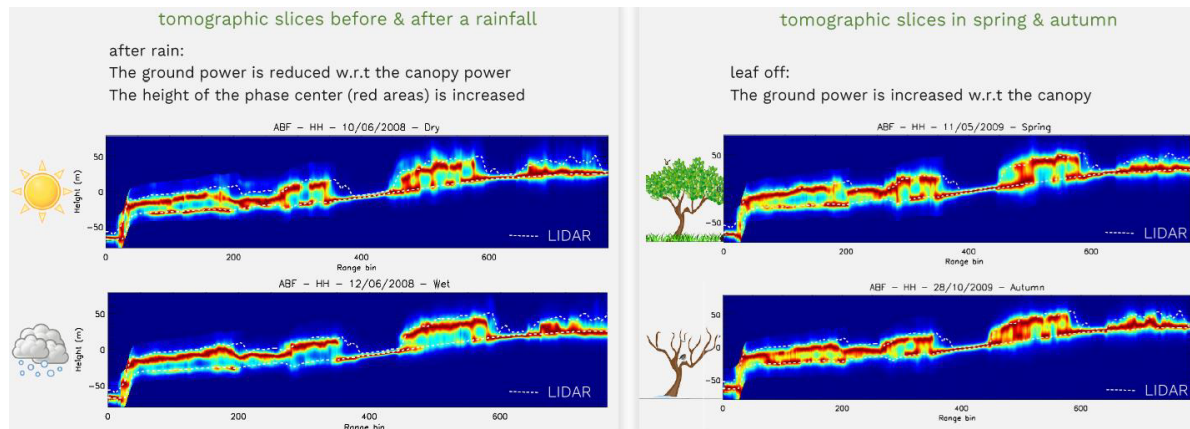 tomographic slices before & after a rainfall
after rain:
The ground power is reduced w.r.t the canopy power
The height of the phase center (red areas) is increased
ABF - HH - 10/06/2008 - Dry
Height [m]
50
0
-50
LIDAR
0
200
400
600
Range bin
ABF - HH - 12/06/2008 - Wet
Height [m]
50
0
-50
LIDAR
0
200
400
600
Range bin
tomographic slices in spring & autumn
leaf off:
The ground power is increased w.r.t the canopy
ABF - HH - 11/05/2009 - Spring
50
0
-50
LIDAR
0
200
400
600
Range bin
ABF - HH - 28/10/2009 - Autumn
50
0
-50
LIDAR
0
200
400
600
Range bin